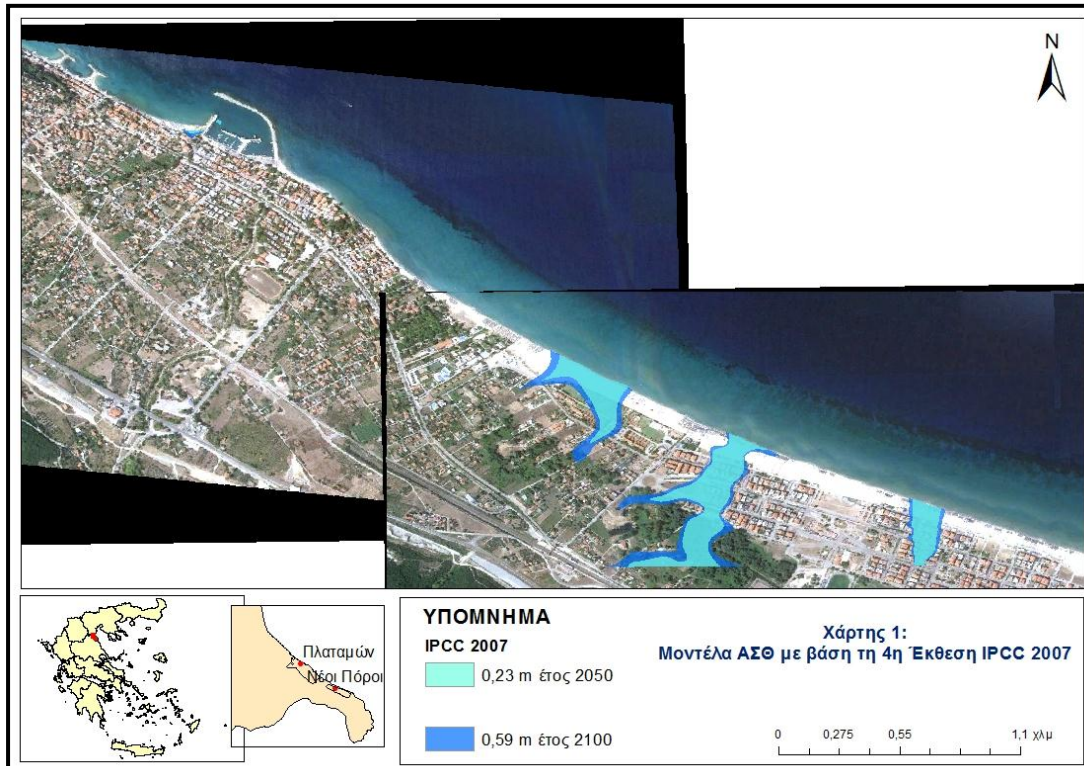 N
Πλαταμών
Νέοι Πόροι
ΥΠΟΜΝΗΜΑ
IPCC 2007
0,23 m έτος 2050
0,59 m έτος 2100
Χάρτης 1:
Μοντέλα ΑΣΘ με βάση τη 4η Έκθεση IPCC 2007
0 0,275 0,55 1,1 χλμ